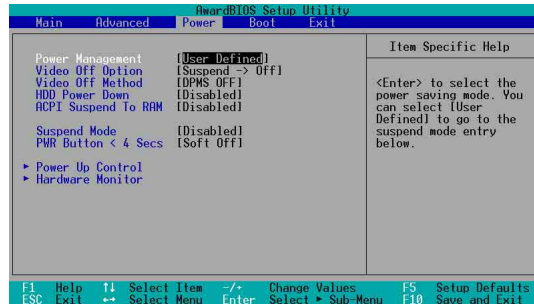 AwardBIOS Setup Utility
Main Advanced Power Boot Exit
Power Management [User Defined]
Video Off Option [Suspend -> Off]
Video Off Method [DPMS OFF]
HDD Power Down [Disabled]
ACPI Suspend To RAM [Disabled]
Suspend Mode [Disabled]
PWR Button < 4 Secs [Soft Off]
► Power Up Control
► Hardware Monitor
Item Specific Help
<Enter> to select the
power saving mode. You
can select [User
Defined] to go to the
suspend mode entry
below.
F1 Help ↑↓ Select Item -/+ Change Values F5 Setup Defaults
ESC Exit ←→ Select Menu Enter Select ► Sub-Menu F10 Save and Exit